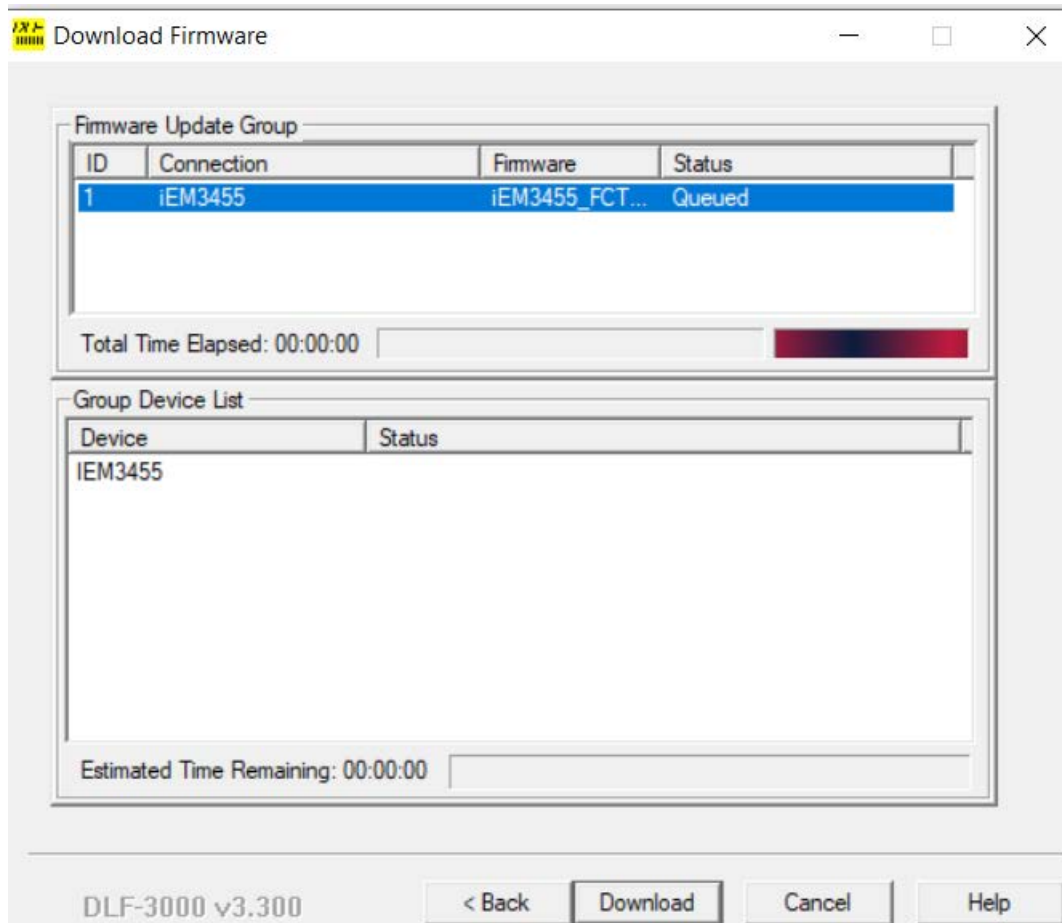 Download Firmware
Firmware Update Group
ID Connection Firmware Status
1 iEM3455 iEM3455_FCT... Queued
Total Time Elapsed: 00:00:00
Group Device List
Device Status
IEM3455
Estimated Time Remaining: 00:00:00
DLF-3000 v3.300 < Back Download Cancel Help